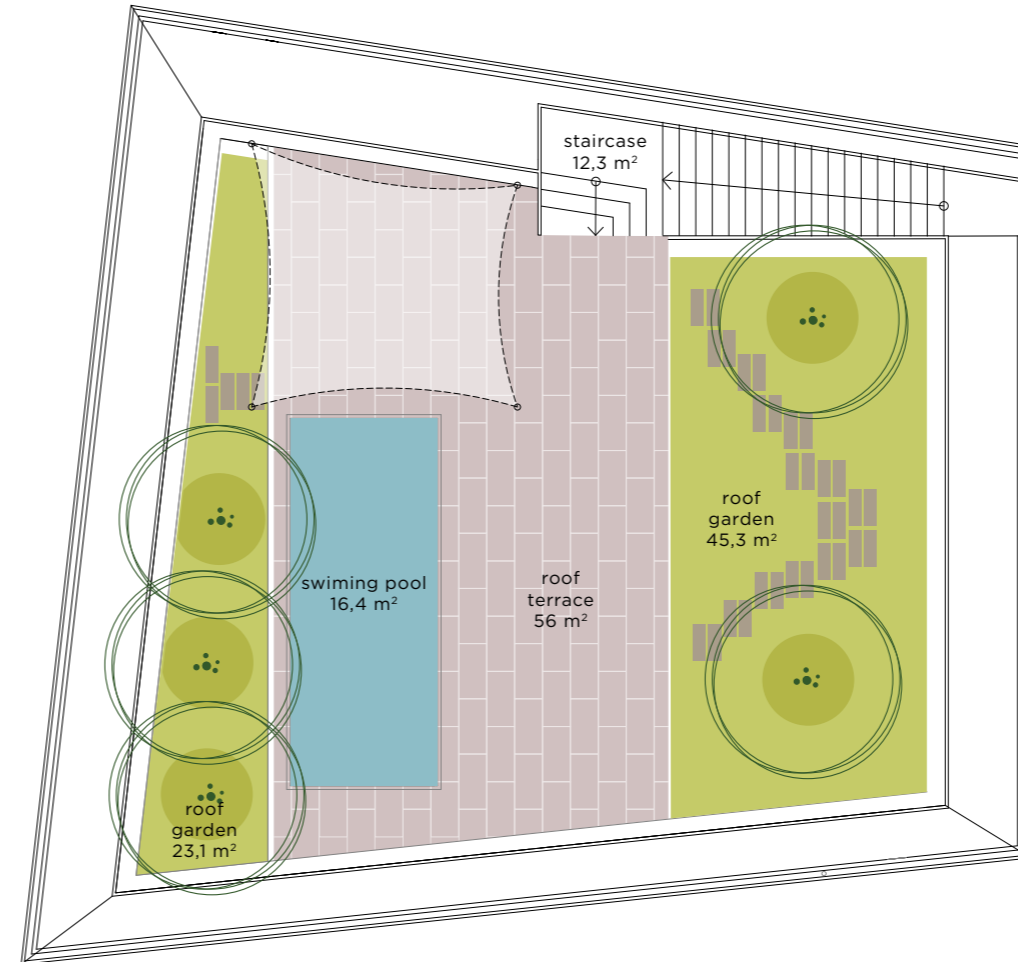 staircase
12,3 m²
roof
garden
45,3 m²
swiming pool
16,4 m²
roof
terrace
56 m²
roof
garden
23,1 m²